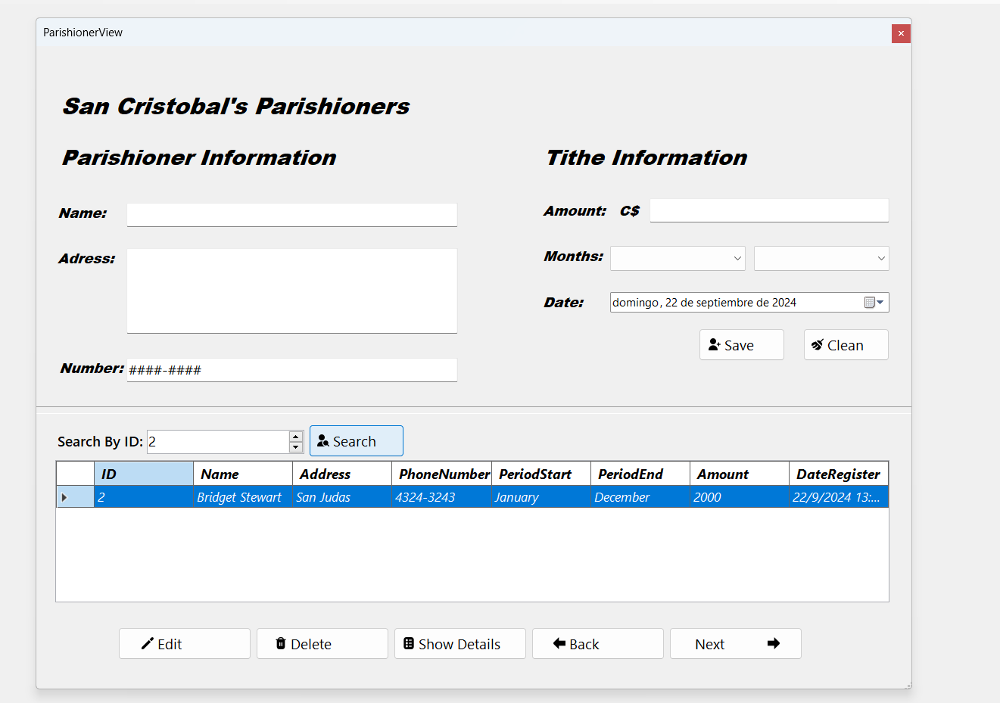 ParishionerView
San Cristobal's Parishioners
Parishioner Information
Tithe Information
Name:
Amount: C$
Adress:
Months:
Date: domingo, 22 de septiembre de 2024
Save Clean
Number: ####-####
Search By ID: 2 Search
ID Name Address PhoneNumber PeriodStart PeriodEnd Amount DateRegister
2 Bridget Stewart San Judas 4324-3243 January December 2000 22/9/2024 13:...
Edit Delete Show Details Back Next